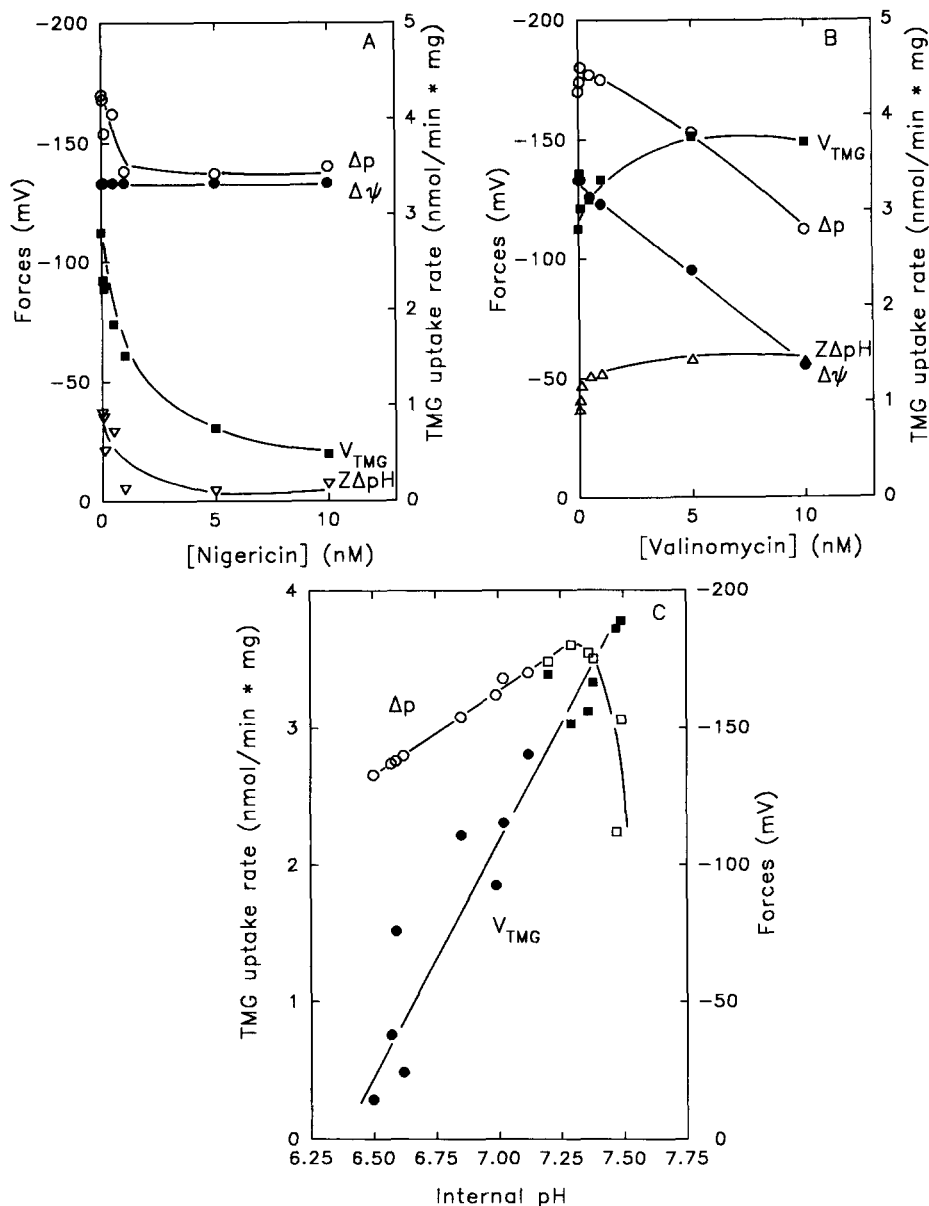 A
B
-200
-150
-100
-50
0
Forces (mV)
5
4
3
2
1
0
TMG uptake rate (nmol/min * mg)
Δp
Δψ
V_TMG
ZΔpH
0
5
10
[Nigericin] (nM)
-200
-150
-100
-50
0
Forces (mV)
5
4
3
2
1
0
TMG uptake rate (nmol/min * mg)
V_TMG
Δp
ZΔpH
Δψ
0
5
10
[Valinomycin] (nM)
C
4
3
2
1
0
TMG uptake rate (nmol/min * mg)
-200
-150
-100
-50
0
Forces (mV)
Δp
V_TMG
6.25
6.50
6.75
7.00
7.25
7.50
7.75
Internal pH